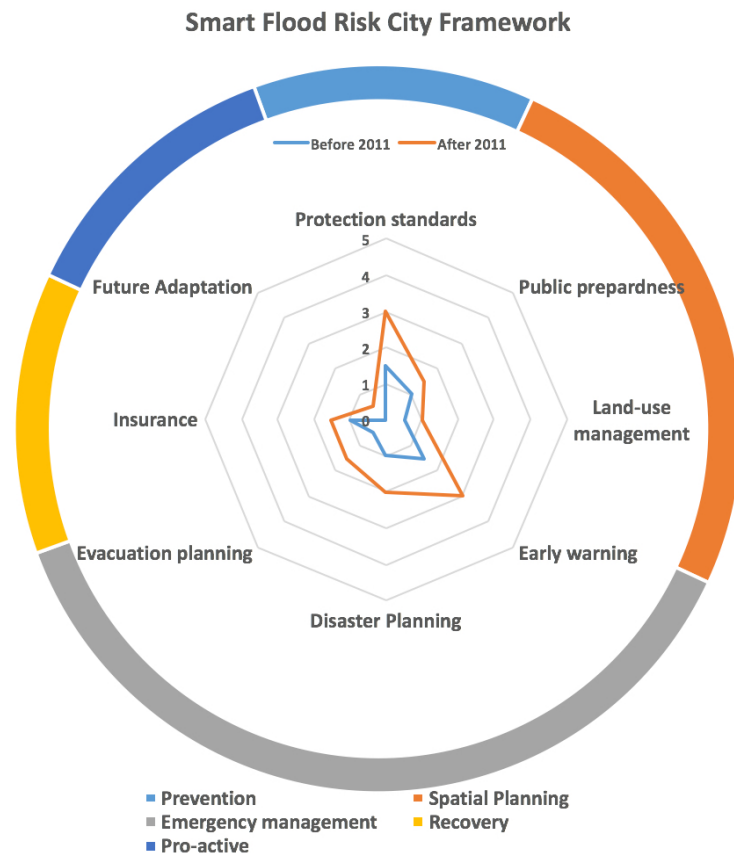 Smart Flood Risk City Framework
Before 2011 After 2011
Protection standards
5
4
3
2
1
0
Future Adaptation
Public prepardness
Insurance
Land-use
management
Evacuation planning
Early warning
Disaster Planning
Prevention
Spatial Planning
Emergency management
Recovery
Pro-active